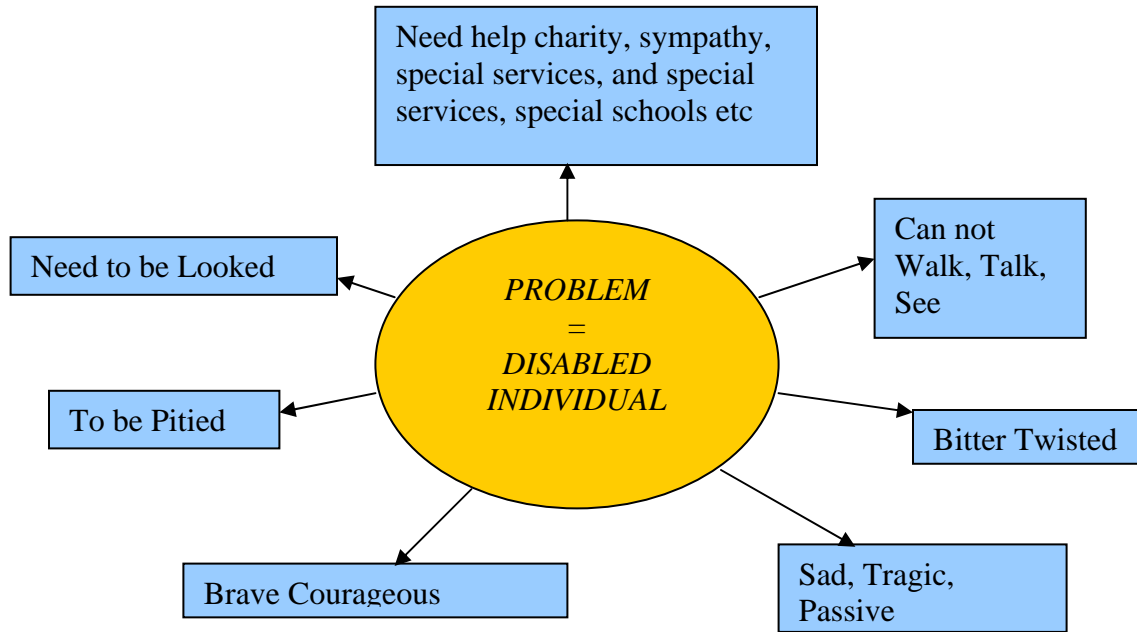 Need help charity, sympathy,
special services, and special
services, special schools etc
Can not
Walk, Talk,
See
Need to be Looked
PROBLEM
=
DISABLED
INDIVIDUAL
To be Pitied
Bitter Twisted
Brave Courageous
Sad, Tragic,
Passive